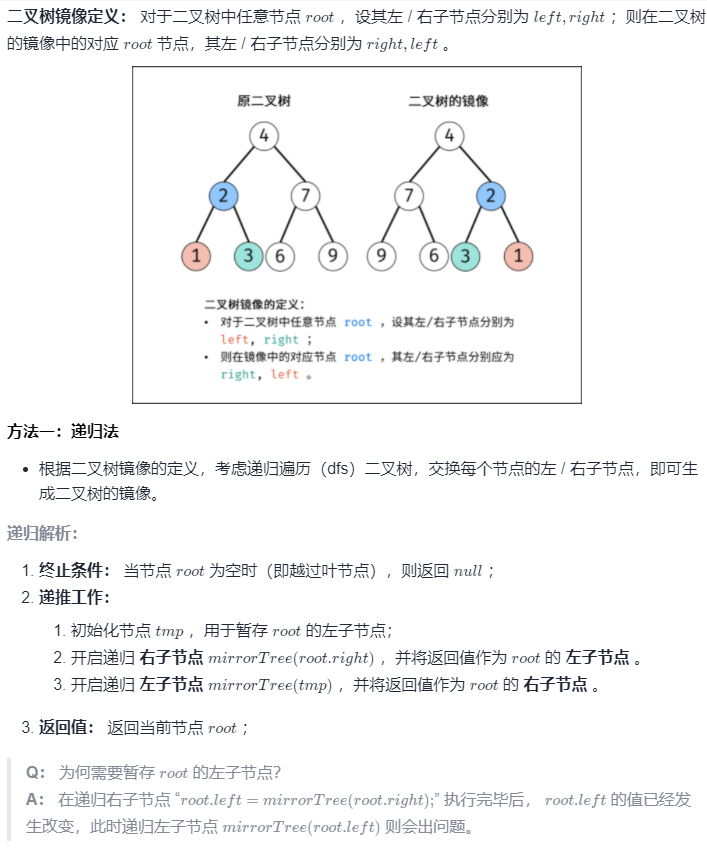 二叉树镜像定义： 对于二叉树中任意节点 root ，设其左 / 右子节点分别为 left, right ；则在二叉树
的镜像中的对应 root 节点，其左 / 右子节点分别为 right, left 。
原二叉树 二叉树的镜像
4 4
2 7 7 2
1 3 6 9 9 6 3 1
二叉树镜像的定义：
• 对于二叉树中任意节点 root ，设其左/右子节点分别为
left, right ；
• 则在镜像中的对应节点 root ，其左/右子节点分别应为
right, left 。
方法一：递归法
• 根据二叉树镜像的定义，考虑递归遍历（dfs）二叉树，交换每个节点的左 / 右子节点，即可生
成二叉树的镜像。
递归解析：
1. 终止条件： 当节点 root 为空时（即越过叶节点），则返回 null ；
2. 递推工作：
1. 初始化节点 tmp ，用于暂存 root 的左子节点；
2. 开启递归 右子节点 mirrorTree(root.right) ，并将返回值作为 root 的 左子节点 。
3. 开启递归 左子节点 mirrorTree(tmp) ，并将返回值作为 root 的 右子节点 。
3. 返回值： 返回当前节点 root ；
Q： 为何需要暂存 root 的左子节点？
A： 在递归右子节点 “root.left = mirrorTree(root.right);” 执行完毕后， root.left 的值已经发
生改变，此时递归左子节点 mirrorTree(root.left) 则会出问题。